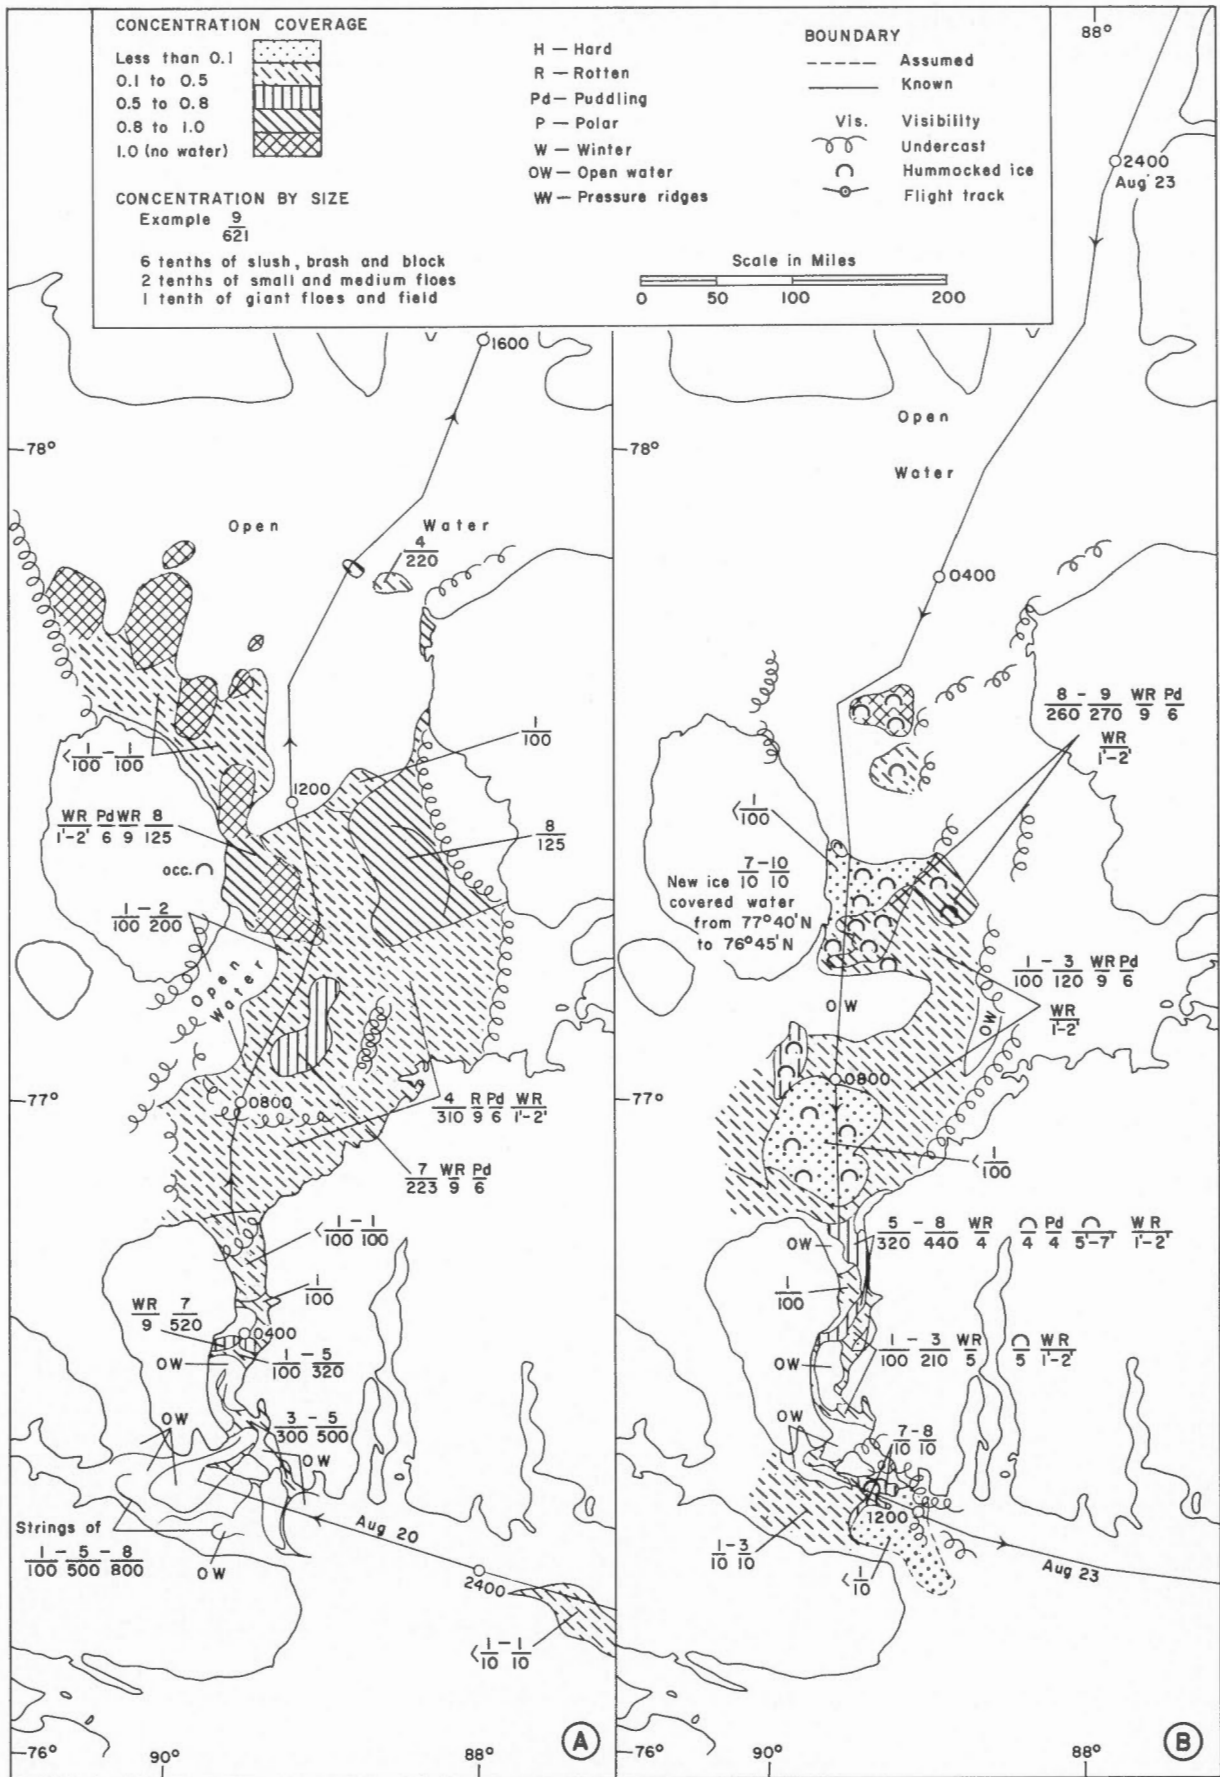 CONCENTRATION COVERAGE
Less than 0.1
0.1 to 0.5
0.5 to 0.8
0.8 to 1.0
1.0 (no water)
CONCENTRATION BY SIZE
Example 9/621
6 tenths of slush, brash and block
2 tenths of small and medium floes
1 tenth of giant floes and field
H — Hard
R — Rotten
Pd — Puddling
P — Polar
W — Winter
OW — Open water
VVV — Pressure ridges
BOUNDARY
Assumed
Known
Vis. Visibility
Undercast
Hummocked ice
Flight track
Scale in Miles
0 50 100 200
1600
78°
Open Water
4/220
<1/100 - 1/100
1/100
1200
WR/1'-2' Pd/6 WR/9 8/125
8/125
occ.
1/100 - 2/200
Open Water
0800
77°
4/310 R/9 Pd/6 WR/1'-2'
7/223 WR/9 Pd/6
<1/100 - 1/100
1/100
WR/9 7/520
0400
OW
1/100 - 5/320
OW
3/300 - 5/500
OW
Strings of
1/100 - 5/500 - 8/800
OW
Aug 20
2400
<1/10 - 1/10
76°
90°
88°
A
88°
2400
Aug 23
Open
Water
78°
0400
8/260 - 9/270 WR/9 Pd/6
WR/1'-2'
<1/100
New ice 7/10 - 10/10
covered water
from 77°40'N
to 76°45'N
1/100 - 3/120 WR/9 Pd/6
WR/1'-2'
OW
OW
0800
77°
<1/100
OW
5/320 - 8/440 WR/4 /4 Pd/4 /5'-7' WR/1'-2'
1/100
OW
1/100 - 3/210 WR/5 /5 WR/1'-2'
OW
7/10 - 8/10
1200
1/10 - 3/10
<1/10
Aug 23
76°
90°
88°
B